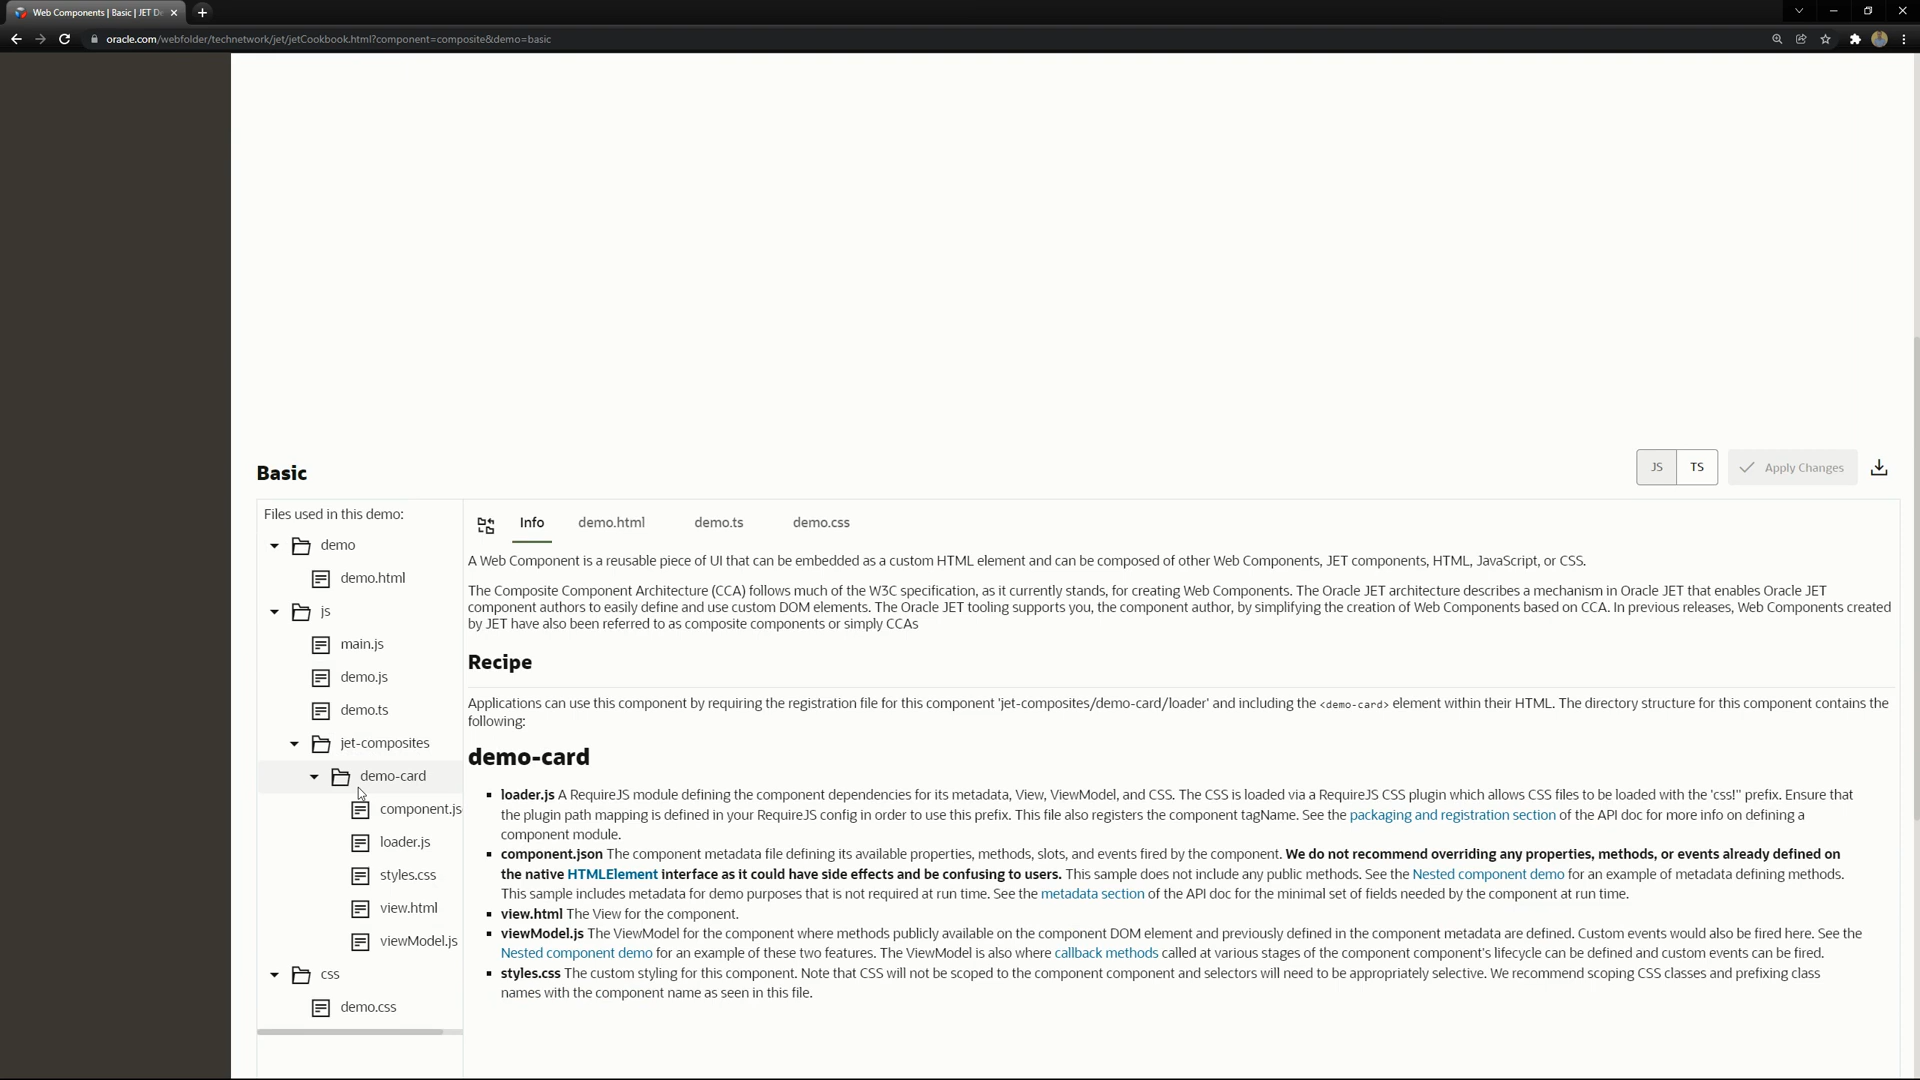 Web Components | Basic | JET D
oracle.com/webfolder/technetwork/jet/jetCookbook.html?component=composite&demo=basic
Basic
JS
TS
Apply Changes
Files used in this demo:
demo
demo.html
js
main.js
demo.js
demo.ts
jet-composites
demo-card
component.js
loader.js
styles.css
view.html
viewModel.js
css
demo.css
Info
demo.html
demo.ts
demo.css
A Web Component is a reusable piece of UI that can be embedded as a custom HTML element and can be composed of other Web Components, JET components, HTML, JavaScript, or CSS.
The Composite Component Architecture (CCA) follows much of the W3C specification, as it currently stands, for creating Web Components. The Oracle JET architecture describes a mechanism in Oracle JET that enables Oracle JET
component authors to easily define and use custom DOM elements. The Oracle JET tooling supports you, the component author, by simplifying the creation of Web Components based on CCA. In previous releases, Web Components created
by JET have also been referred to as composite components or simply CCAs
Recipe
Applications can use this component by requiring the registration file for this component 'jet-composites/demo-card/loader' and including the <demo-card> element within their HTML. The directory structure for this component contains the
following:
demo-card
loader.js A RequireJS module defining the component dependencies for its metadata, View, ViewModel, and CSS. The CSS is loaded via a RequireJS CSS plugin which allows CSS files to be loaded with the 'css!" prefix. Ensure that
the plugin path mapping is defined in your RequireJS config in order to use this prefix. This file also registers the component tagName. See the packaging and registration section of the API doc for more info on defining a
component module.
component.json The component metadata file defining its available properties, methods, slots, and events fired by the component. We do not recommend overriding any properties, methods, or events already defined on
the native HTMLElement interface as it could have side effects and be confusing to users. This sample does not include any public methods. See the Nested component demo for an example of metadata defining methods.
This sample includes metadata for demo purposes that is not required at run time. See the metadata section of the API doc for the minimal set of fields needed by the component at run time.
view.html The View for the component.
viewModel.js The ViewModel for the component where methods publicly available on the component DOM element and previously defined in the component metadata are defined. Custom events would also be fired here. See the
Nested component demo for an example of these two features. The ViewModel is also where callback methods called at various stages of the component component's lifecycle can be defined and custom events can be fired.
styles.css The custom styling for this component. Note that CSS will not be scoped to the component component and selectors will need to be appropriately selective. We recommend scoping CSS classes and prefixing class
names with the component name as seen in this file.